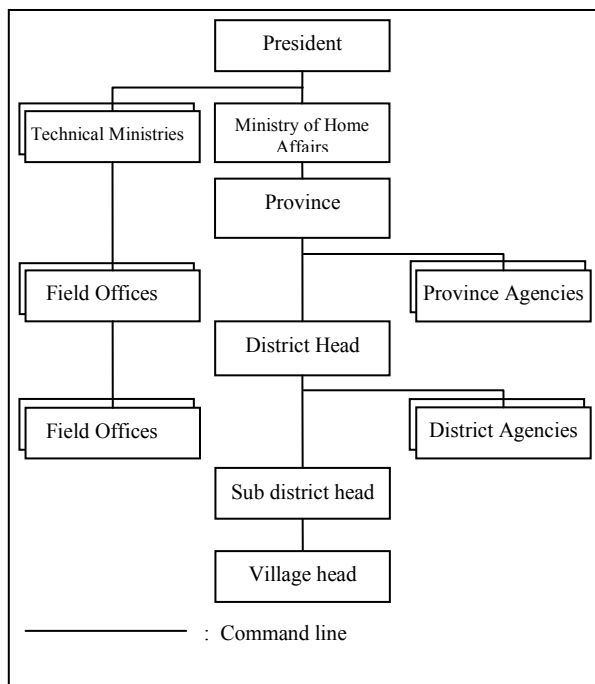 President
Technical Ministries
Ministry of Home
Affairs
Province
Field Offices
Province Agencies
District Head
Field Offices
District Agencies
Sub district head
Village head
: Command line